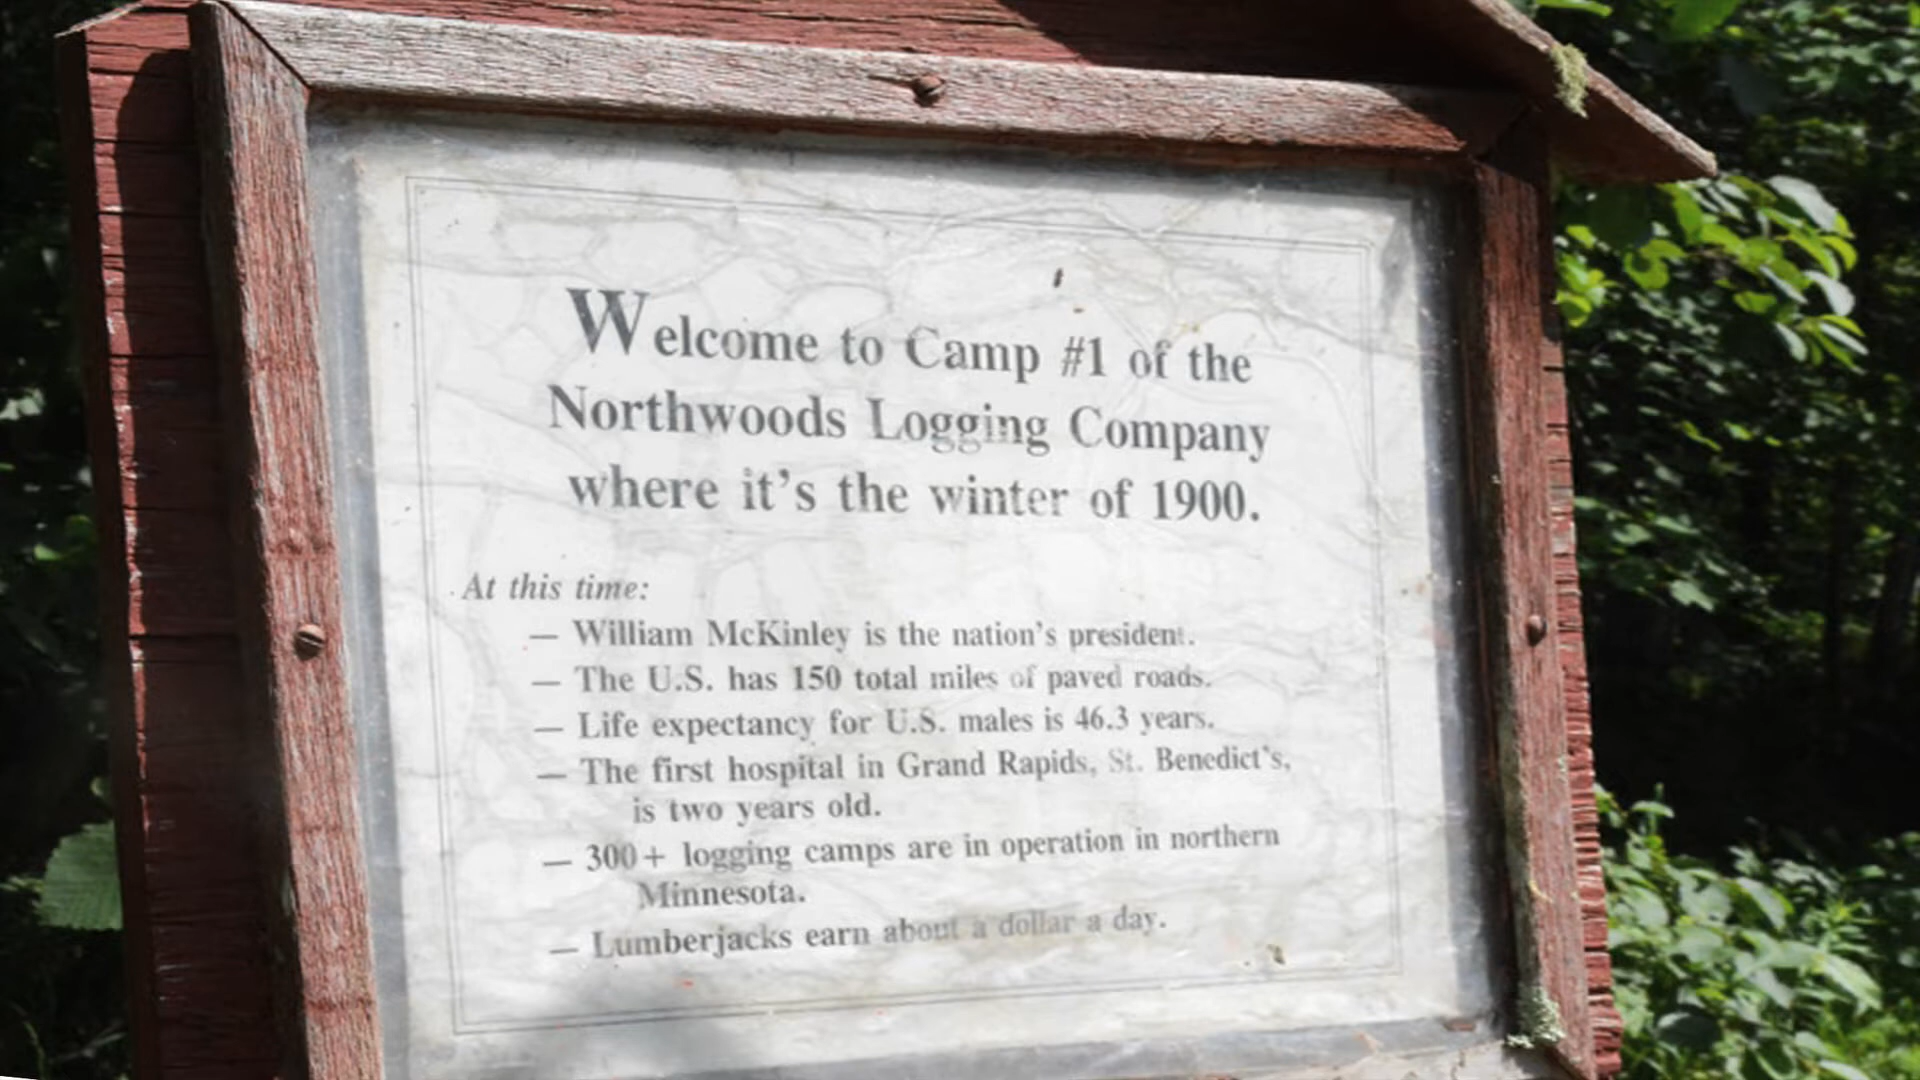 Welcome to Camp #1 of the
Northwoods Logging Company
where it's the winter of 1900.
At this time:
— William McKinley is the nation's president.
— The U.S. has 150 total miles of paved roads.
— Life expectancy for U.S. males is 46.3 years.
— The first hospital in Grand Rapids, St. Benedict's,
is two years old.
— 300+ logging camps are in operation in northern
Minnesota.
— Lumberjacks earn about a dollar a day.